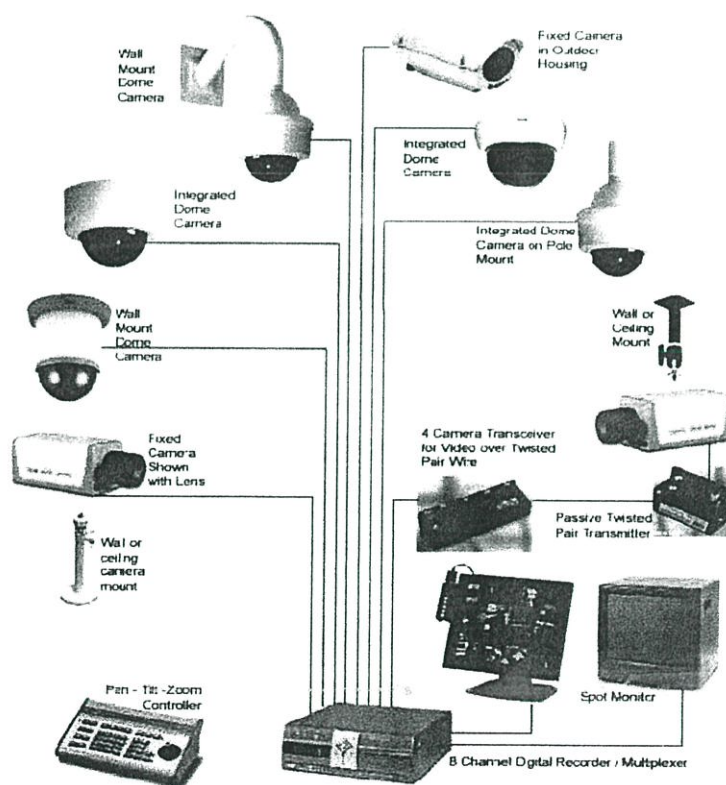 Wall
Mount
Dome
Camera
Fixed Camera
in Outdoor
Housing
Integrated
Dome
Camera
Integrated
Dome
Camera
Integrated Dome
Camera on Pole
Mount
Wall
Mount
Dome
Camera
Wall or
Ceiling
Mount
Fixed
Camera
Shown
with Lens
4 Camera Transceiver
for Video over Twisted
Pair Wire
Passive Twisted
Pair Transmitter
Wall or
ceiling
camera
mount
Pan - Tilt -Zoom
Controller
Spot Monitor
8 Channel Digital Recorder / Multiplexer